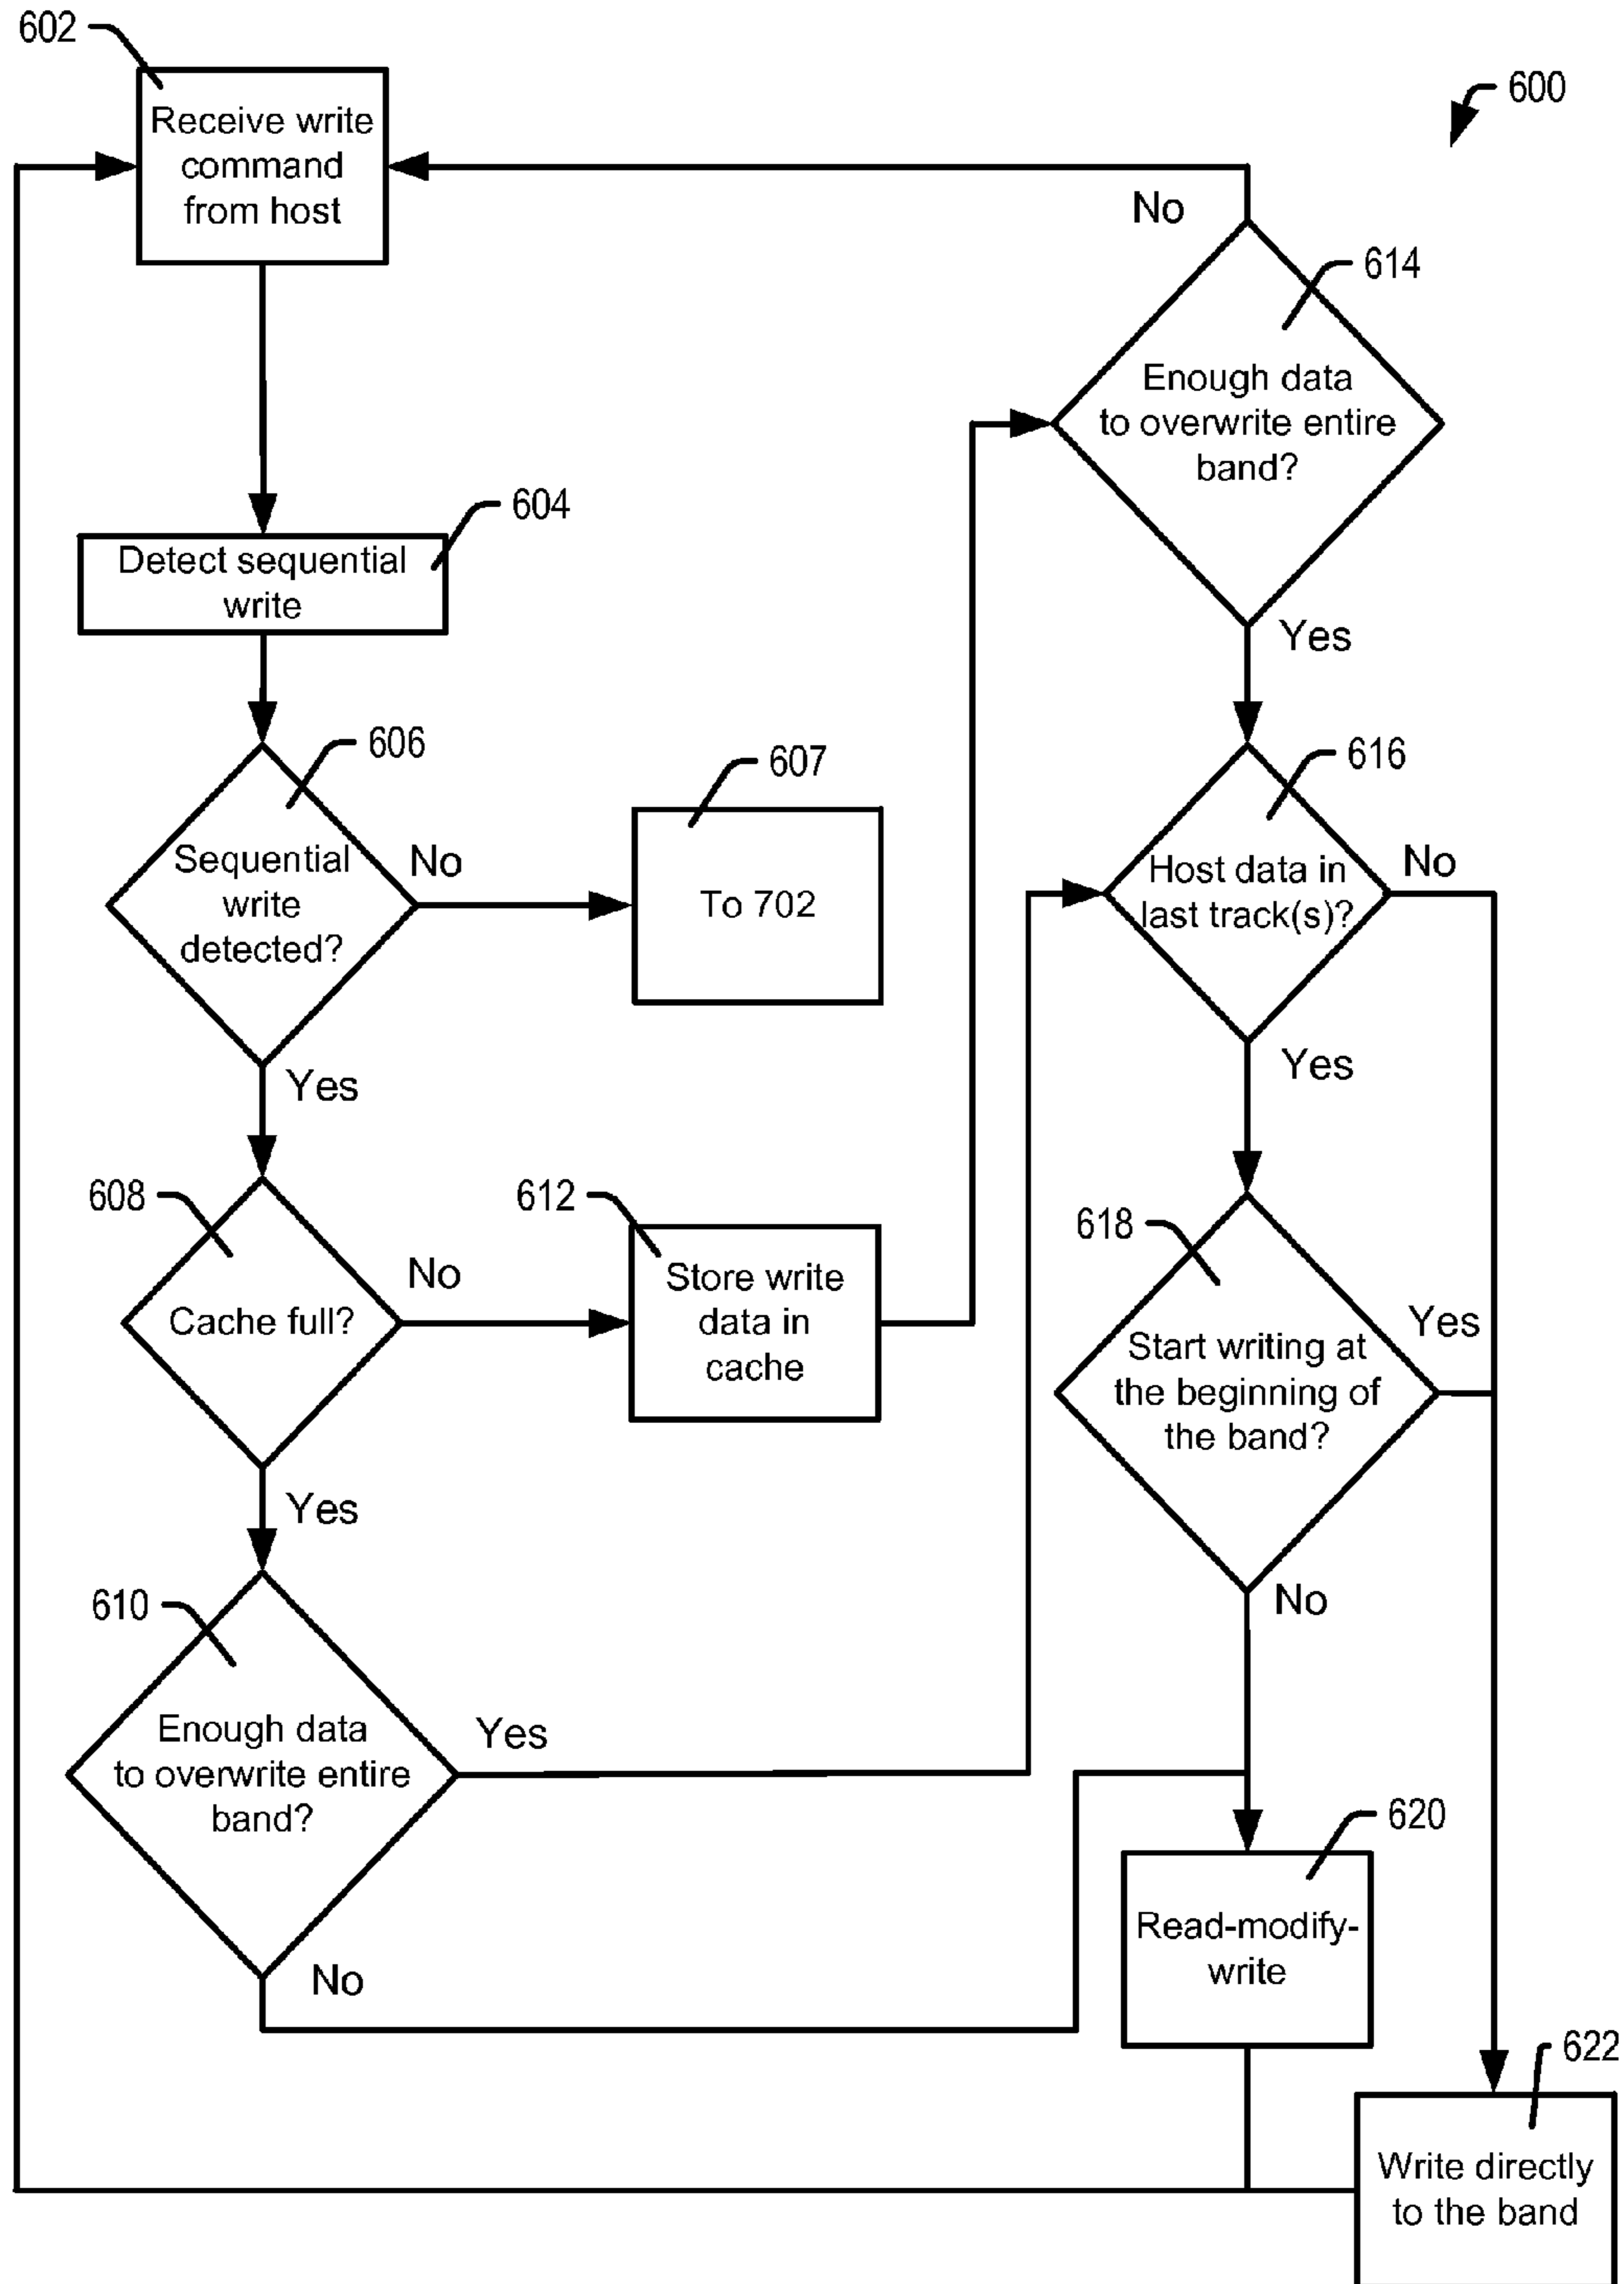 602
Receive write
command
from host
600
No
614
Enough data
to overwrite entire
band?
Yes
604
Detect sequential
write
606
Sequential
write
detected?
No
Yes
607
To 702
616
Host data in
last track(s)?
No
Yes
608
Cache full?
No
Yes
612
Store write
data in
cache
618
Start writing at
the beginning of
the band?
Yes
No
610
Enough data
to overwrite entire
band?
Yes
No
620
Read-modify-
write
622
Write directly
to the band